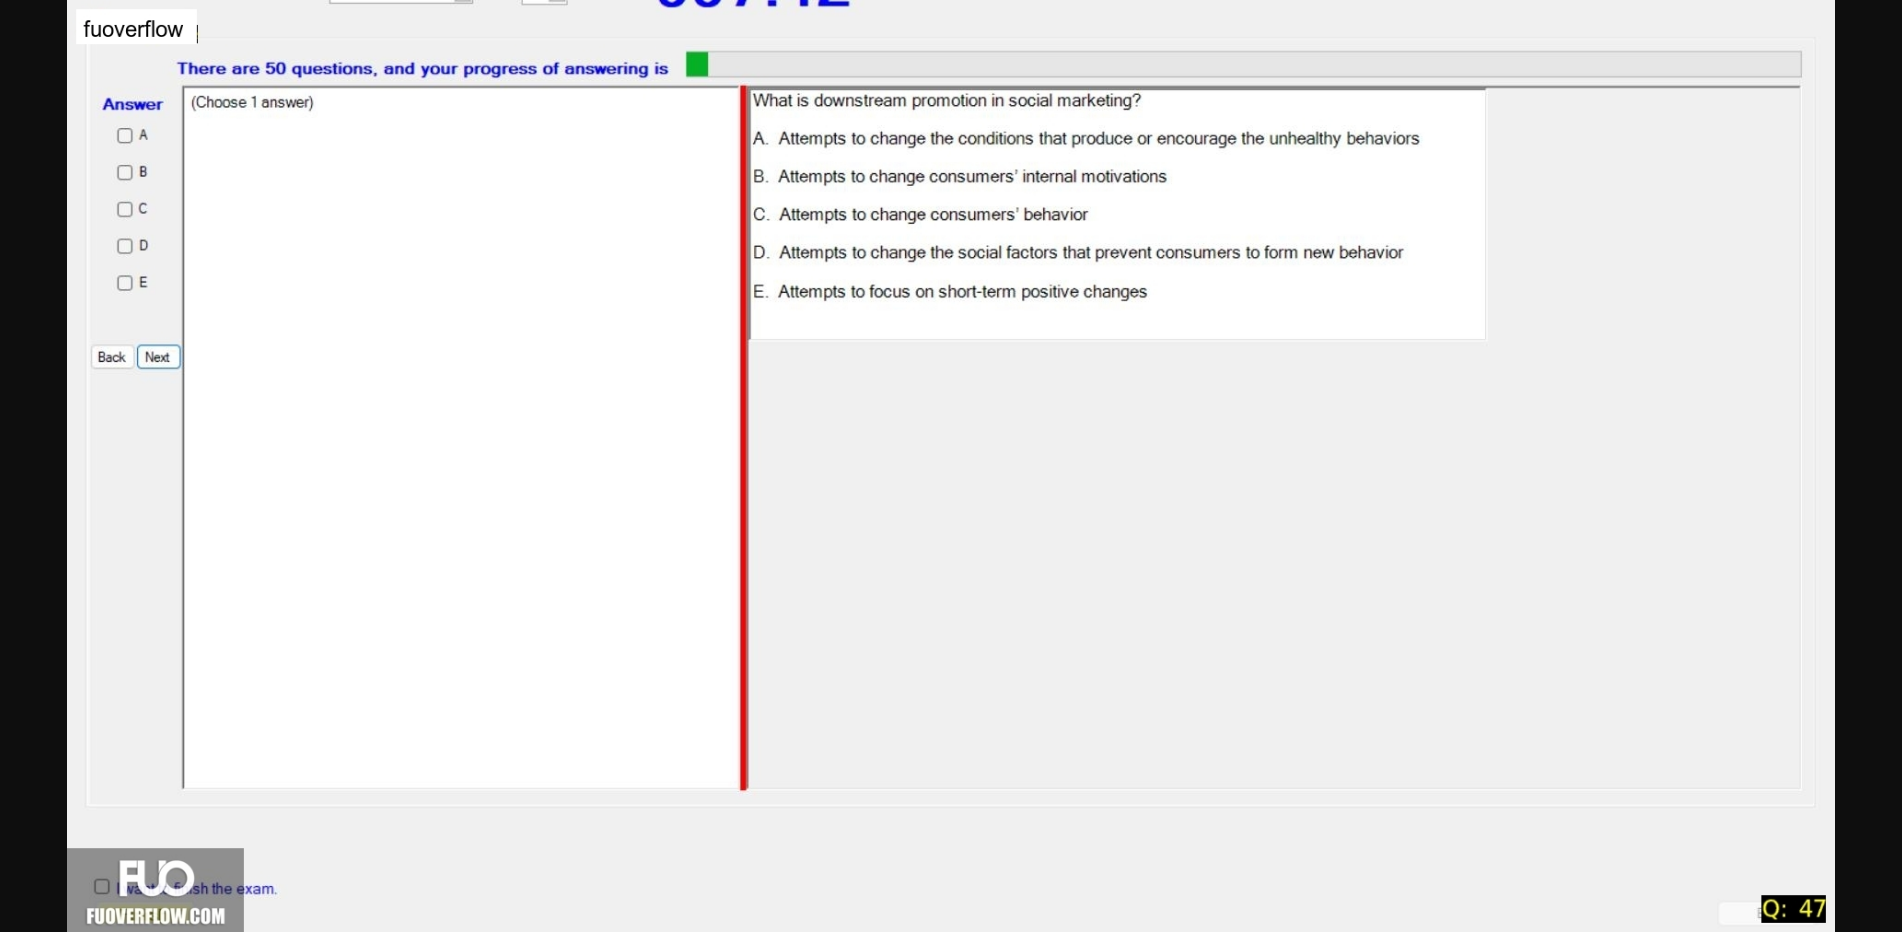 fuoverflow
There are 50 questions, and your progress of answering is
Answer
(Choose 1 answer)
A
B
C
D
E
Back Next
What is downstream promotion in social marketing?
A. Attempts to change the conditions that produce or encourage the unhealthy behaviors
B. Attempts to change consumers' internal motivations
C. Attempts to change consumers' behavior
D. Attempts to change the social factors that prevent consumers to form new behavior
E. Attempts to focus on short-term positive changes
FUO
the exam.
FUOVERFLOW.COM
Q: 47